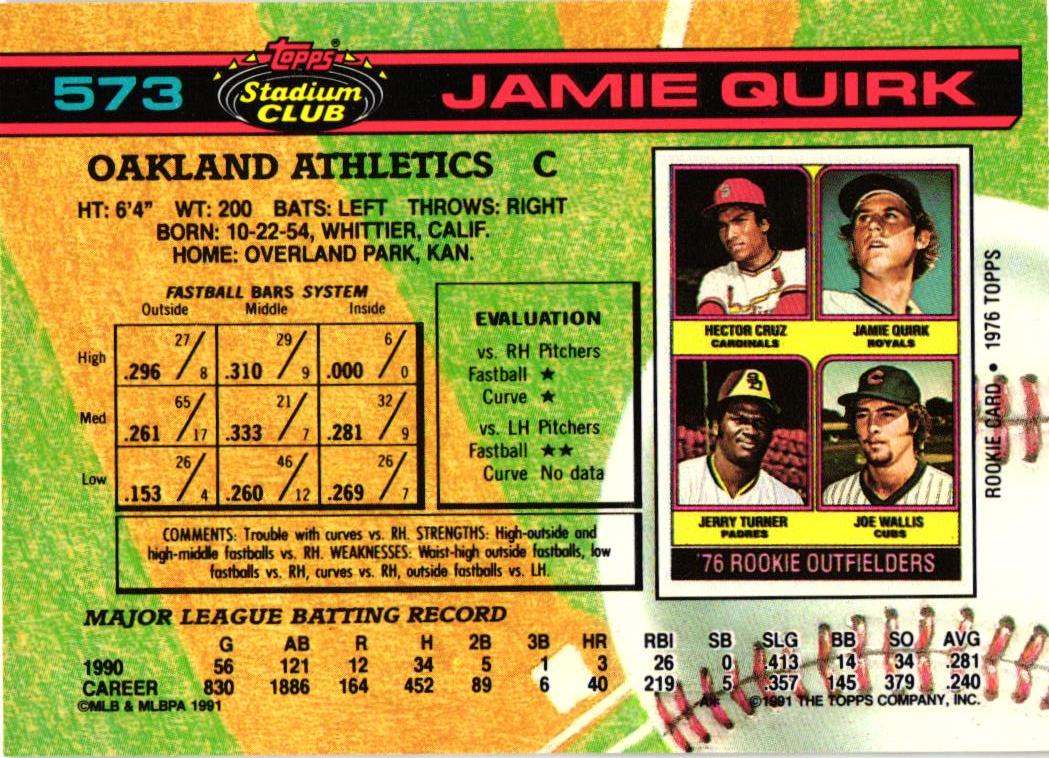 573
Topps®
Stadium
CLUB
JAMIE QUIRK
OAKLAND ATHLETICS C
HT: 6'4" WT: 200 BATS: LEFT THROWS: RIGHT
BORN: 10-22-54, WHITTIER, CALIF.
HOME: OVERLAND PARK, KAN.
FASTBALL BARS SYSTEM
Outside Middle Inside
High 27 / 8 .296 29 / 9 .310 6 / 0 .000
Med 65 / 17 .261 21 / 7 .333 32 / 9 .281
Low 26 / 4 .153 46 / 12 .260 26 / 7 .269
EVALUATION
vs. RH Pitchers
Fastball ★
Curve ★
vs. LH Pitchers
Fastball ★★
Curve No data
COMMENTS: Trouble with curves vs. RH. STRENGTHS: High-outside and
high-middle fastballs vs. RH. WEAKNESSES: Waist-high outside fastballs, low
fastballs vs. RH, curves vs. RH, outside fastballs vs. LH.
HECTOR CRUZ
CARDINALS
JAMIE QUIRK
ROYALS
JERRY TURNER
PADRES
JOE WALLIS
CUBS
'76 ROOKIE OUTFIELDERS
ROOKIE CARD • 1976 TOPPS
MAJOR LEAGUE BATTING RECORD
G AB R H 2B 3B HR RBI SB SLG BB SO AVG
1990 56 121 12 34 5 1 3 26 0 .413 14 34 .281
CAREER 830 1886 164 452 89 6 40 219 5 .357 145 379 .240
©MLB & MLBPA 1991
A* ©1991 THE TOPPS COMPANY, INC.